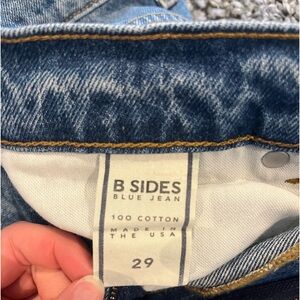 B SIDES
BLUE JEAN
100 COTTON
MADE IN
THE USA
29